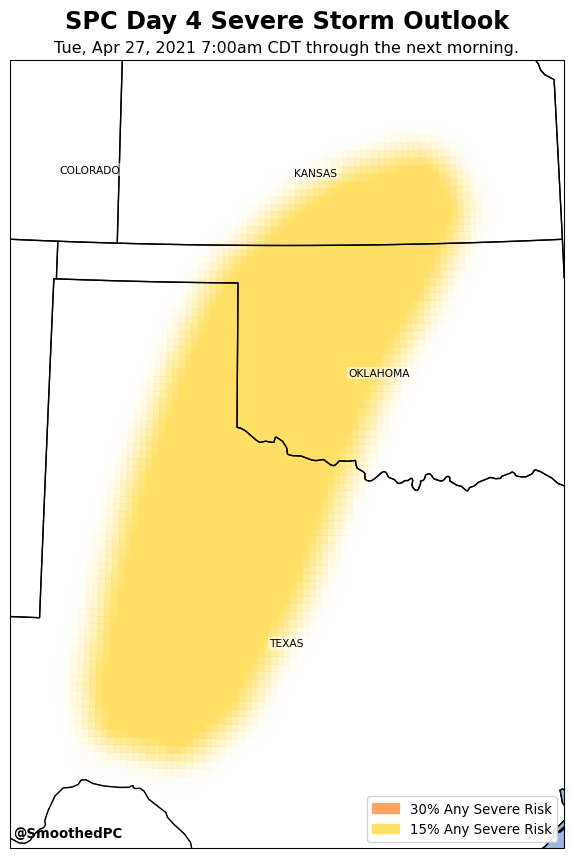 SPC Day 4 Severe Storm Outlook
Tue, Apr 27, 2021 7:00am CDT through the next morning.
COLORADO
KANSAS
OKLAHOMA
TEXAS
30% Any Severe Risk
15% Any Severe Risk
@SmoothedPC